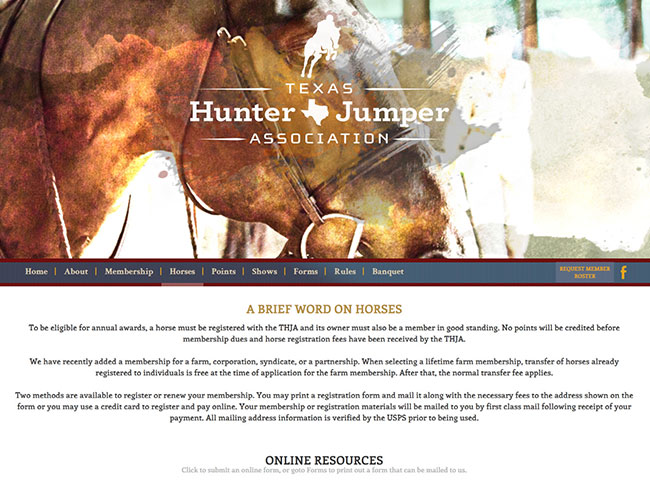 TEXAS
Hunter Jumper
ASSOCIATION
Home | About | Membership | Horses | Points | Shows | Forms | Rules | Banquet
REQUEST MEMBER
ROSTER
f
A BRIEF WORD ON HORSES
To be eligible for annual awards, a horse must be registered with the THJA and its owner must also be a member in good standing. No points will be credited before
membership dues and horse registration fees have been received by the THJA.
We have recently added a membership for a farm, corporation, syndicate, or a partnership. When selecting a lifetime farm membership, transfer of horses already
registered to individuals is free at the time of application for the farm membership. After that, the normal transfer fee applies.
Two methods are available to register or renew your membership. You may print a registration form and mail it along with the necessary fees to the address shown on
the form or you may use a credit card to register and pay online. Your membership or registration materials will be mailed to you by first class mail following receipt of your
payment. All mailing address information is verified by the USPS prior to being used.
ONLINE RESOURCES
Click to submit an online form, or goto Forms to print out a form that can be mailed to us.